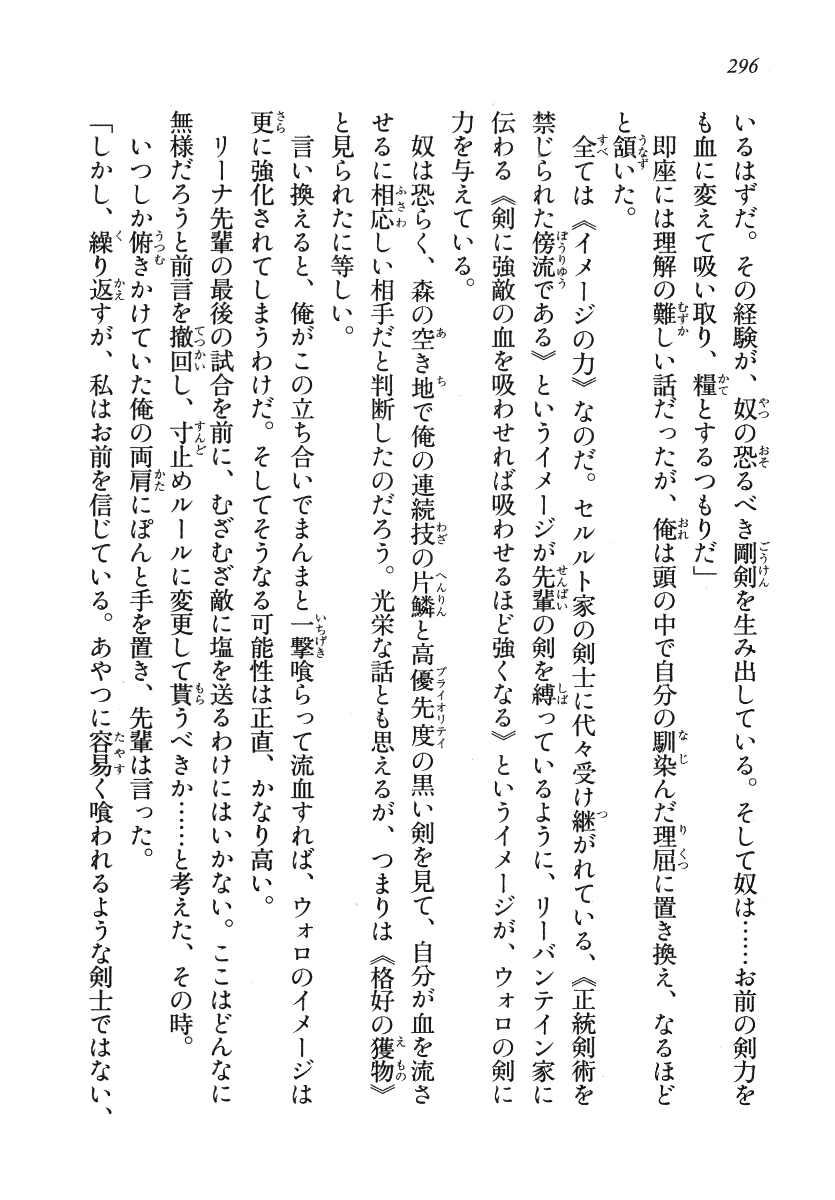 296
いるはずだ。その経験が、奴の恐るべき剛剣を生み出している。そして奴は……お前の剣力を
も血に変えて吸い取り、糧とするつもりだ」
　即座には理解の難しい話だったが、俺は頭の中で自分の馴染んだ理屈に置き換え、なるほど
と頷いた。
　全ては《イメージの力》なのだ。セルルト家の剣士に代々受け継がれている、《正統剣術を
禁じられた傍流である》というイメージが先輩の剣を縛っているように、リーバンテイン家に
伝わる《剣に強敵の血を吸わせれば吸わせるほど強くなる》というイメージが、ウォロの剣に
力を与えている。
　奴は恐らく、森の空き地で俺の連続技の片鱗と高優先度の黒い剣を見て、自分が血を流さ
せるに相応しい相手だと判断したのだろう。光栄な話とも思えるが、つまりは《格好の獲物》
と見られたに等しい。
　言い換えると、俺がこの立ち合いでまんまと一撃喰らって流血すれば、ウォロのイメージは
更に強化されてしまうわけだ。そしてそうなる可能性は正直、かなり高い。
　リーナ先輩の最後の試合を前に、むざむざ敵に塩を送るわけにはいかない。ここはどんなに
無様だろうと前言を撤回し、寸止めルールに変更して貰うべきか……と考えた、その時。
　いつしか俯きかけていた俺の両肩にぽんと手を置き、先輩は言った。
「しかし、繰り返すが、私はお前を信じている。あやつに容易く喰われるような剣士ではない、